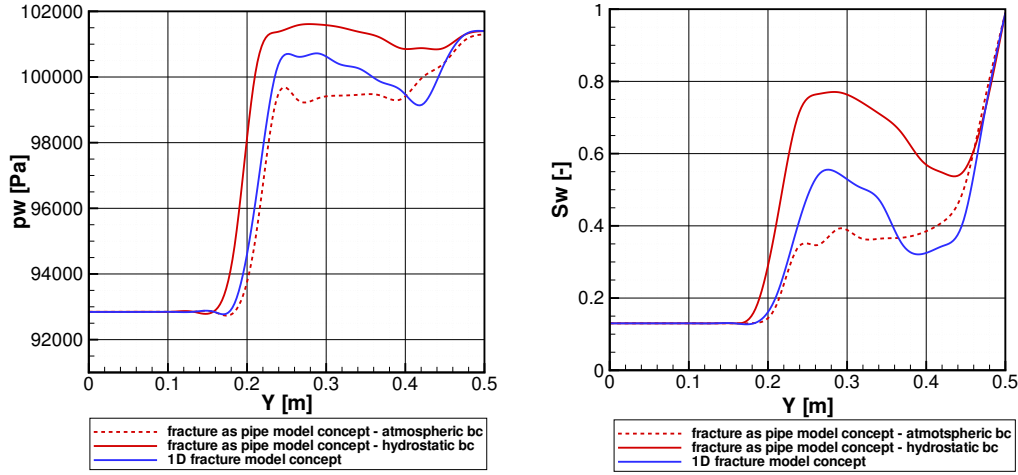 102000
100000
98000
96000
94000
92000
pw [Pa]
0
0.1
0.2
0.3
0.4
0.5
Y [m]
fracture as pipe model concept - atmospheric bc
fracture as pipe model concept - hydrostatic bc
1D fracture model concept
1
0.8
0.6
0.4
0.2
0
Sw [-]
0
0.1
0.2
0.3
0.4
0.5
Y [m]
fracture as pipe model concept - atmotspheric bc
fracture as pipe model concept - hydrostatic bc
1D fracture model concept